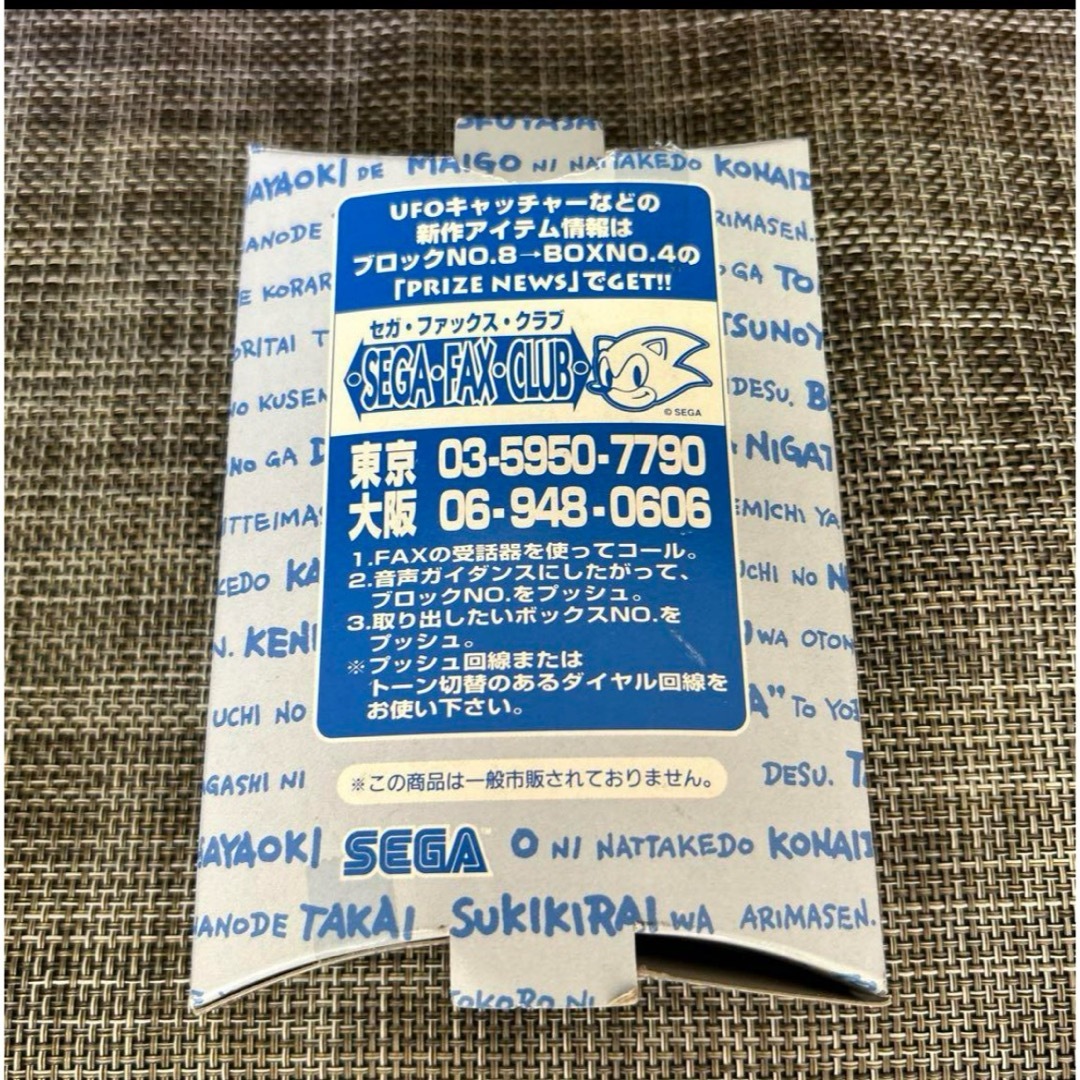 MAIGO NI NATTAKEDO
DE
UFOキャッチャーなどの
新作アイテム情報は
ブロックNO.8→BOXNO.4の
「PRIZE NEWS」でGET!!
セガ・ファックス・クラブ
SEGA・FAX・CLUB
© SEGA
東京 03-5950-7790
大阪 06-948-0606
1.FAXの受話器を使ってコール。
2.音声ガイダンスにしたがって、
ブロックNO.をプッシュ。
3.取り出したいボックスNO.を
プッシュ。
※プッシュ回線または
トーン切替のあるダイヤル回線を
お使い下さい。
UCHI NO
DESU.
※この商品は一般市販されておりません。
SEGA
O NI NATTAKEDO
TAKAI SUKIKIRAI WA ARIMASEN.
TOKORO NI